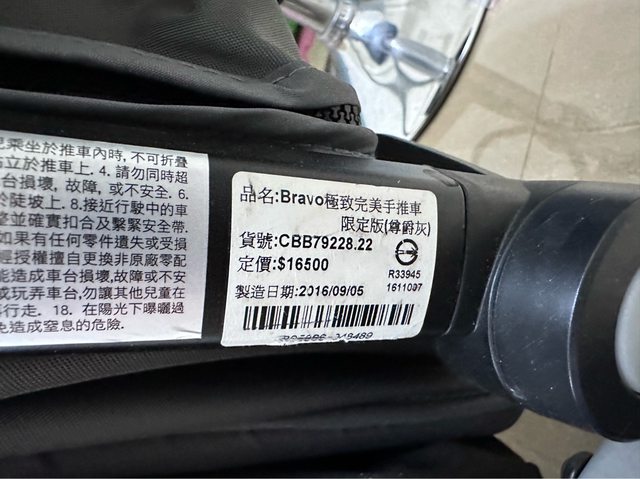 乘坐於推車內時, 不可折疊
立於推車上. 4. 請勿同時超
台損壞, 故障, 或不安全. 6.
於陡坡上. 8.接近行駛中的車
並確實扣合及繫緊安全帶.
如果有任何零件遺失或受損
授權擅自更換非原廠零配
能造成車台損壞,故障或不安
或玩弄車台,勿讓其他兒童在
行走. 18. 在陽光下曝曬過
造成窒息的危險.
品名:Bravo極致完美手推車
限定版(尊爵灰)
貨號:CBB79228.22
定價:$16500
R33945
1611007
製造日期:2016/09/05